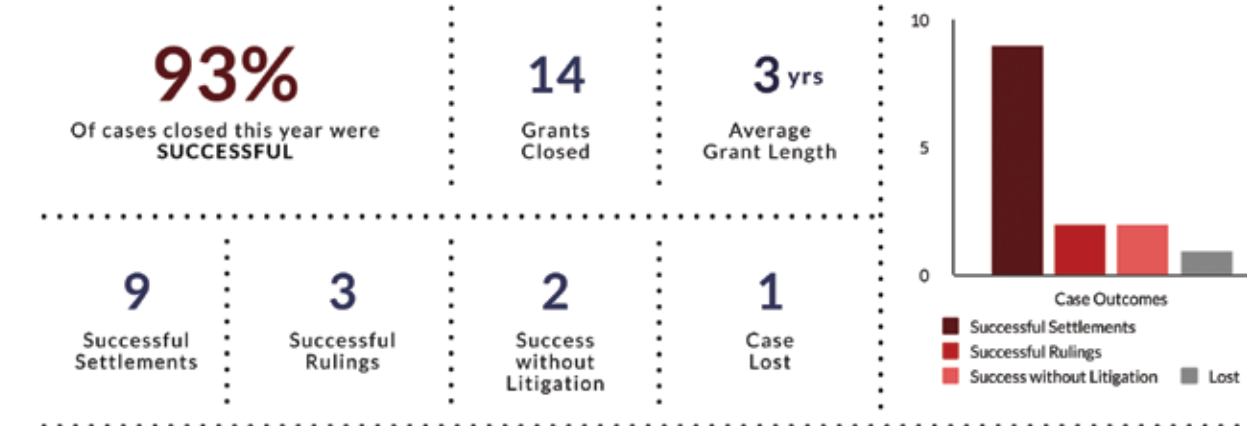 93%
Of cases closed this year were
SUCCESSFUL
14
Grants
Closed
3 yrs
Average
Grant Length
9
Successful
Settlements
3
Successful
Rulings
2
Success
without
Litigation
1
Case
Lost
10
5
0
Case Outcomes
Successful Settlements
Successful Rulings
Success without Litigation
Lost